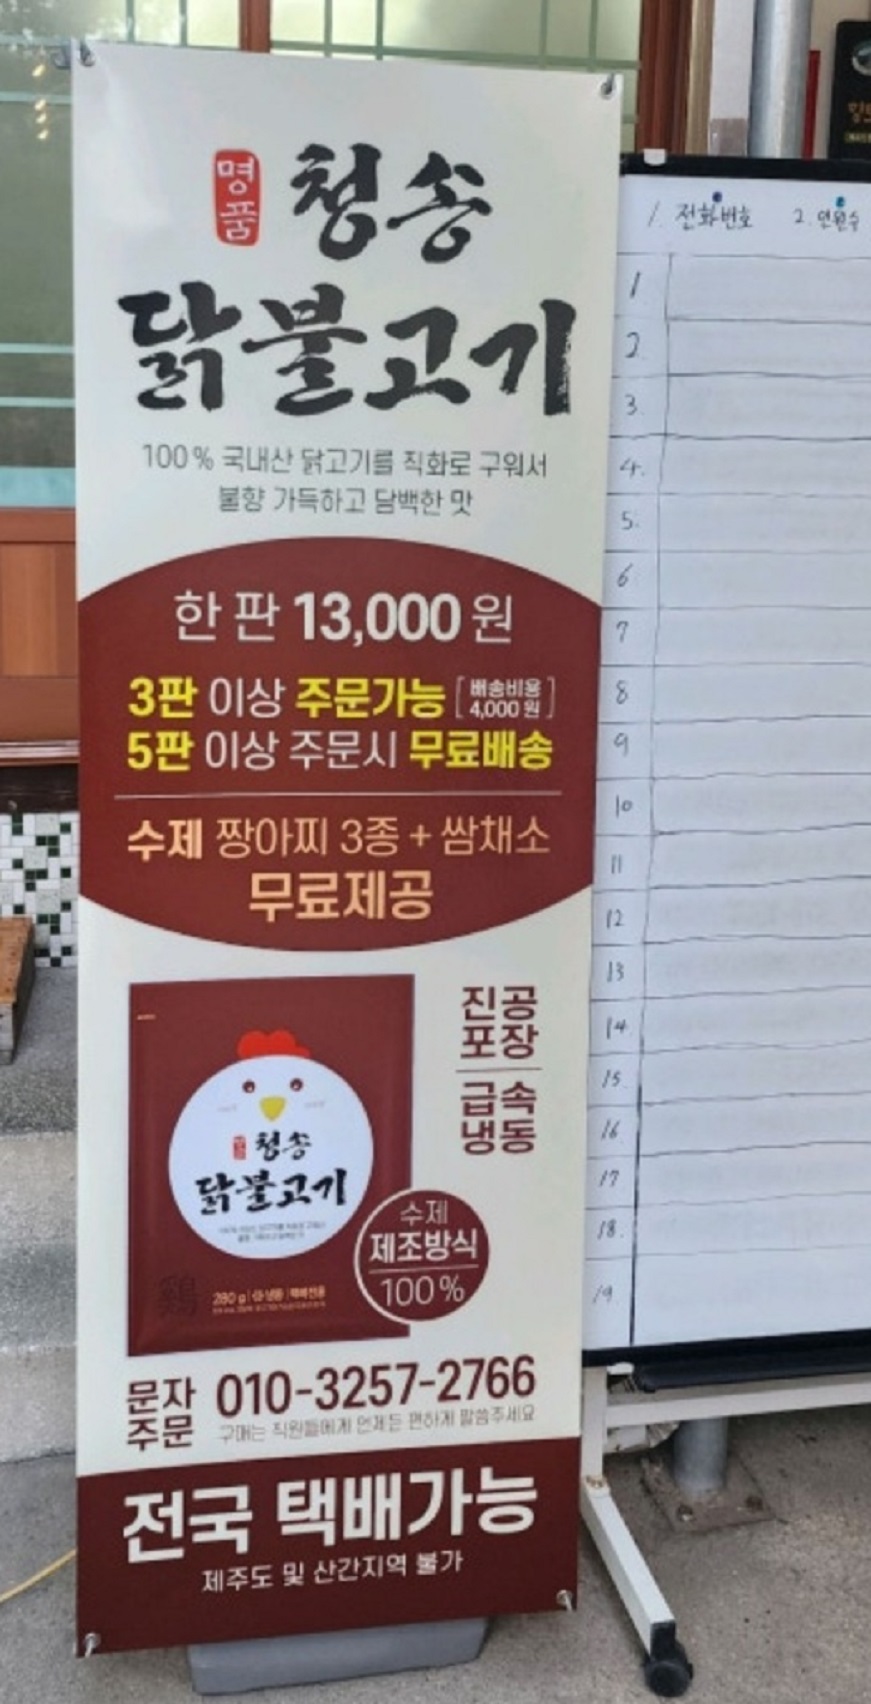 명품 청송
닭불고기
100% 국내산 닭고기를 직화로 구워서
불향 가득하고 담백한 맛
한 판 13,000원
3판 이상 주문가능 [배송비용 4,000원]
5판 이상 주문시 무료배송
수제 짱아찌 3종 + 쌈채소
무료제공
진공
포장
급속
냉동
청송
닭불고기
280g
수제
제조방식
100%
문자
주문
010-3257-2766
구매는 직원들에게 언제든 편하게 말씀주세요
전국 택배가능
제주도 및 산간지역 불가
1. 전화번호 2. 인원수
1
2
3.
4.
5.
6
7
8
9
10
11
12
13
14
15
16
17
18.
19